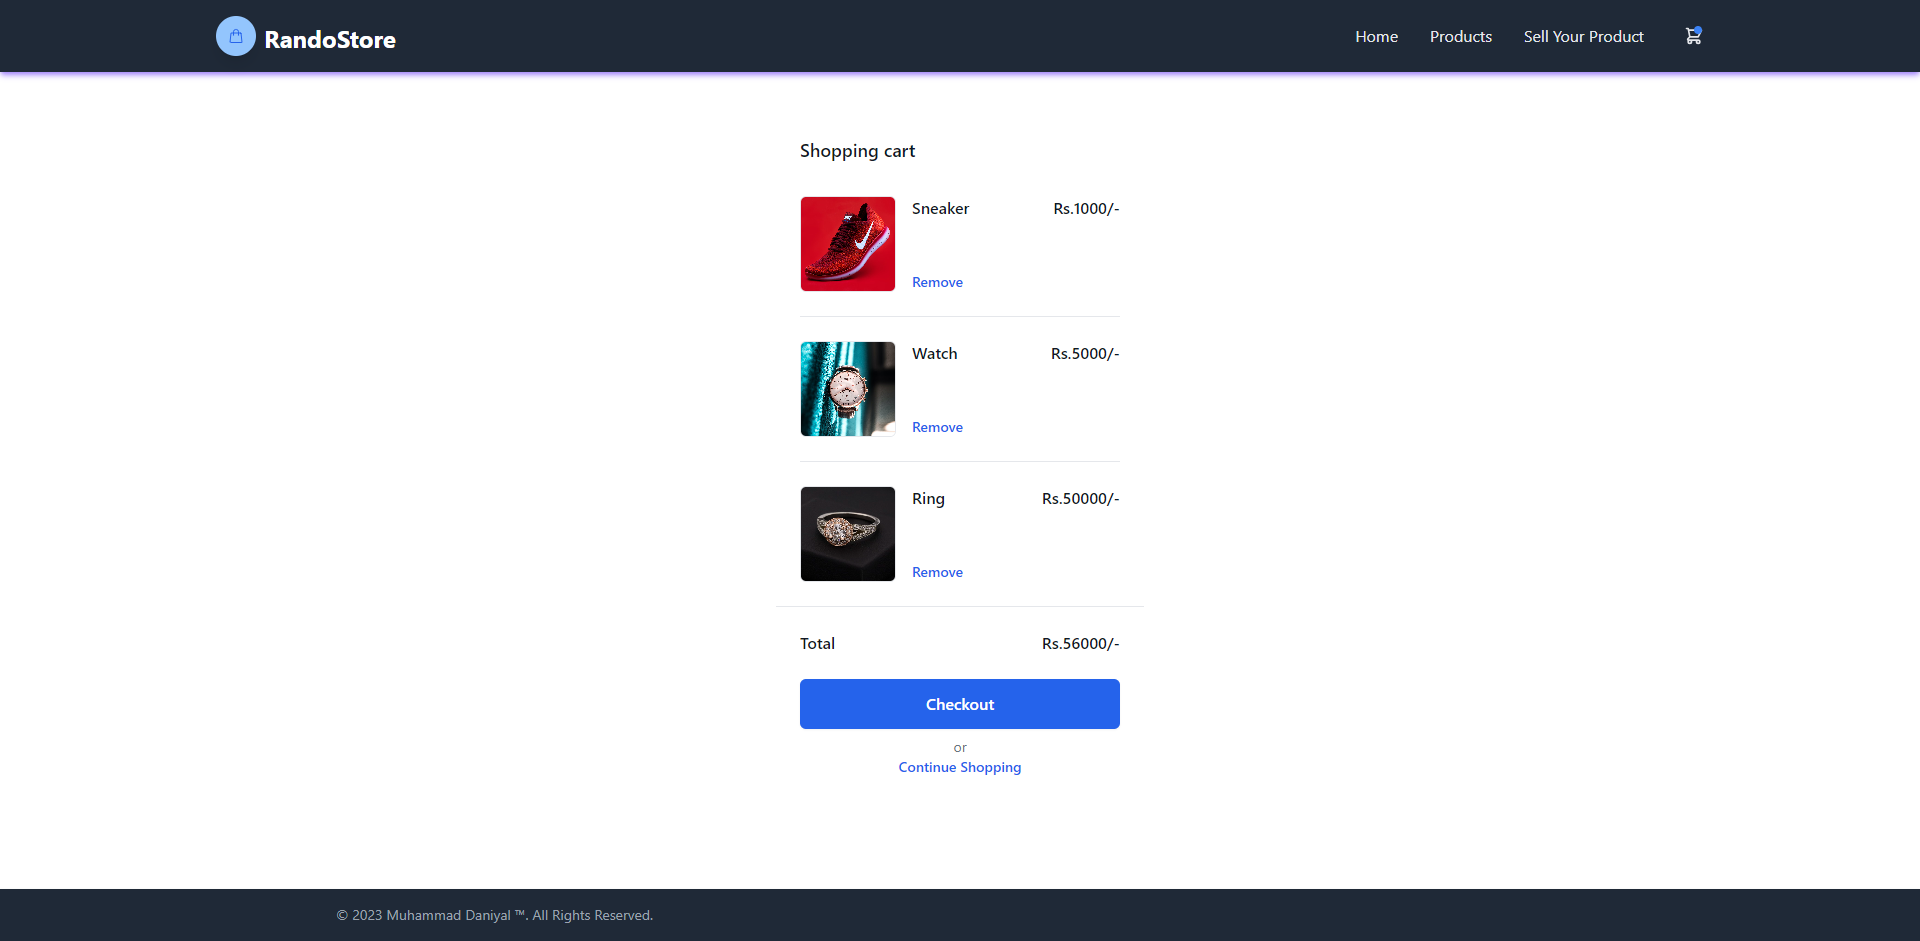 RandoStore
Home Products Sell Your Product
Shopping cart
Sneaker Rs.1000/-
Remove
Watch Rs.5000/-
Remove
Ring Rs.50000/-
Remove
Total Rs.56000/-
Checkout
or
Continue Shopping
© 2023 Muhammad Daniyal ™. All Rights Reserved.